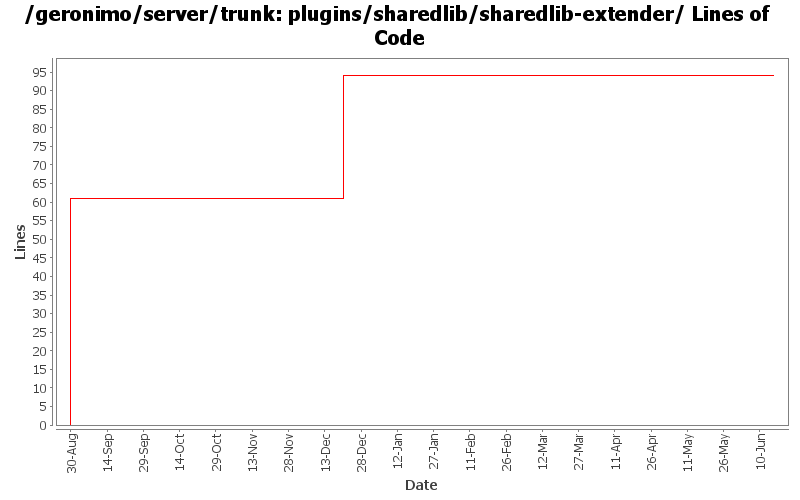 /geronimo/server/trunk: plugins/sharedlib/sharedlib-extender/ Lines of
Code
95
90
85
80
75
70
65
60
55
50
45
40
35
30
25
20
15
10
5
0
Lines
30-Aug
14-Sep
29-Sep
14-Oct
29-Oct
13-Nov
28-Nov
13-Dec
28-Dec
12-Jan
27-Jan
11-Feb
26-Feb
12-Mar
27-Mar
11-Apr
26-Apr
11-May
26-May
10-Jun
Date